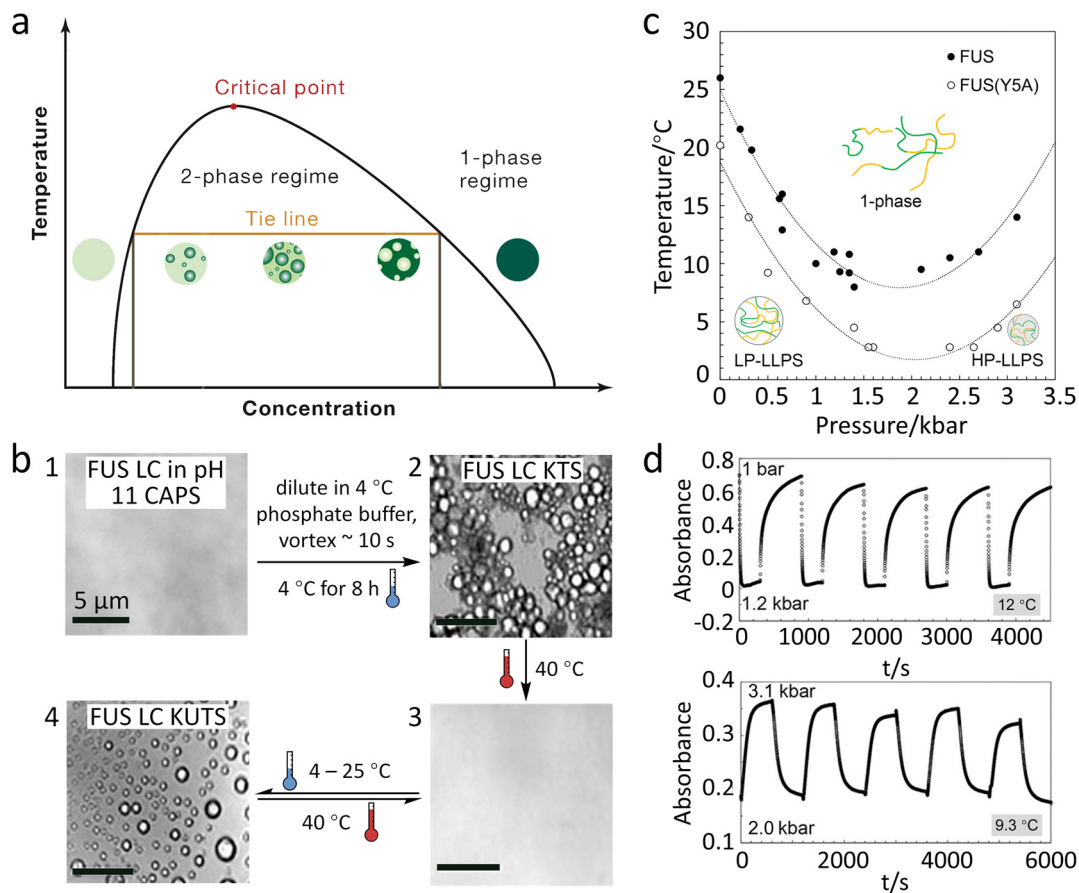 a
Temperature
Critical point
2-phase regime
1-phase
regime
Tie line
Concentration
b
1
FUS LC in pH
11 CAPS
5 µm
dilute in 4 °C
phosphate buffer,
vortex ~ 10 s
4 °C for 8 h
2
FUS LC KTS
40 °C
3
4 – 25 °C
40 °C
4
FUS LC KUTS
c
Temperature/°C
30
25
20
15
10
5
0
FUS
FUS(Y5A)
1-phase
LP-LLPS
HP-LLPS
0 0.5 1 1.5 2 2.5 3 3.5
Pressure/kbar
d
Absorbance
0.8
0.6
0.4
0.2
0
-0.2
1 bar
1.2 kbar
12 °C
0 1000 2000 3000 4000
t/s
Absorbance
0.4
0.3
0.2
0.1
3.1 kbar
2.0 kbar
9.3 °C
0 2000 4000 6000
t/s